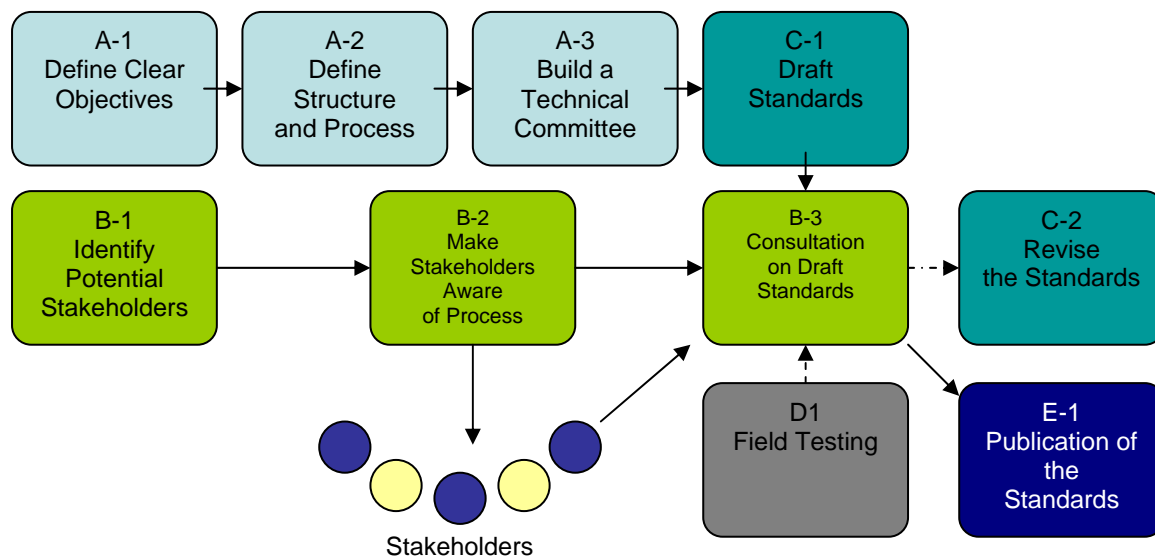 A-1
Define Clear
Objectives
A-2
Define
Structure
and Process
A-3
Build a
Technical
Committee
C-1
Draft
Standards
B-1
Identify
Potential
Stakeholders
B-2
Make
Stakeholders
Aware
of Process
B-3
Consultation
on Draft
Standards
C-2
Revise
the Standards
D1
Field Testing
E-1
Publication of
the
Standards
Stakeholders